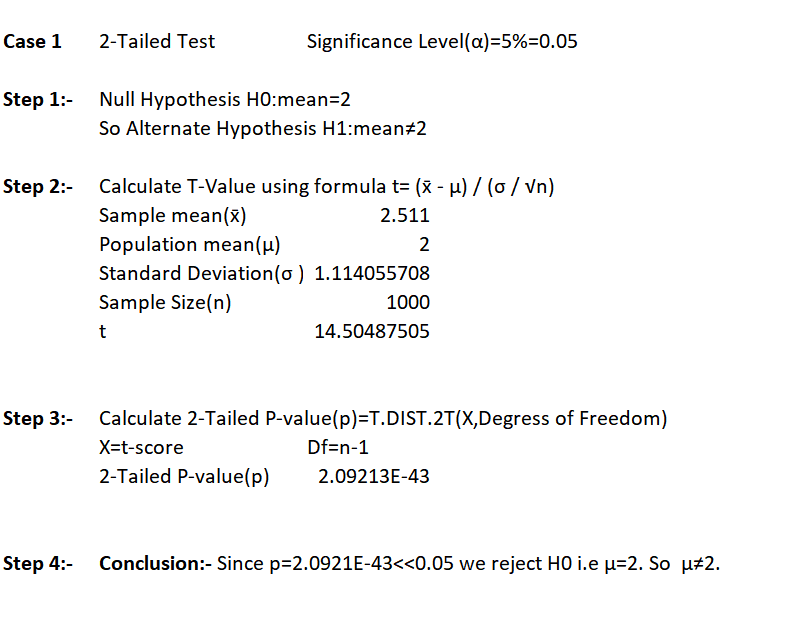 Case 1 2-Tailed Test Significance Level(α)=5%=0.05
Step 1:- Null Hypothesis H0:mean=2
So Alternate Hypothesis H1:mean≠2
Step 2:- Calculate T-Value using formula t= (x̄ - μ) / (σ / √n)
Sample mean(x̄) 2.511
Population mean(μ) 2
Standard Deviation(σ ) 1.114055708
Sample Size(n) 1000
t 14.50487505
Step 3:- Calculate 2-Tailed P-value(p)=T.DIST.2T(X,Degress of Freedom)
X=t-score Df=n-1
2-Tailed P-value(p) 2.09213E-43
Step 4:- Conclusion:- Since p=2.0921E-43<<0.05 we reject H0 i.e μ=2. So μ≠2.